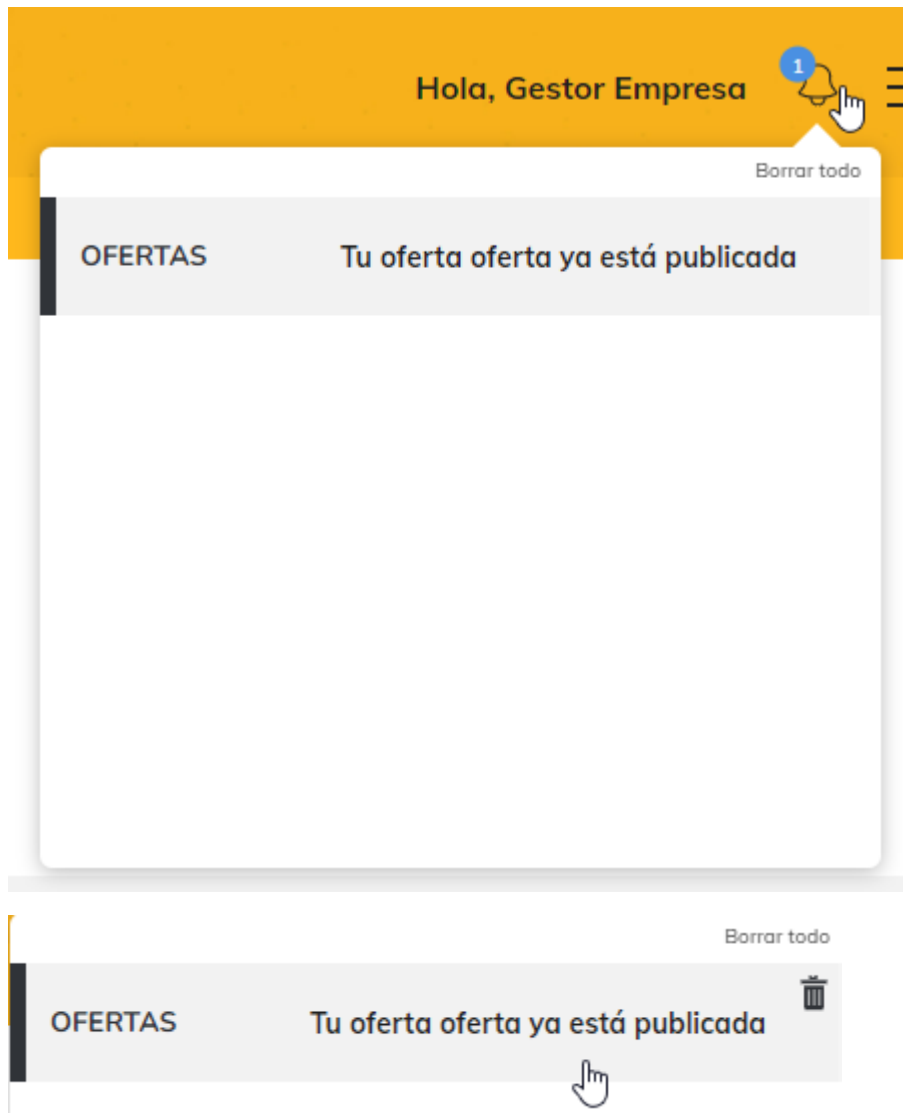 Hola, Gestor Empresa 1
Borrar todo
OFERTAS Tu oferta oferta ya está publicada
Borrar todo
OFERTAS Tu oferta oferta ya está publicada